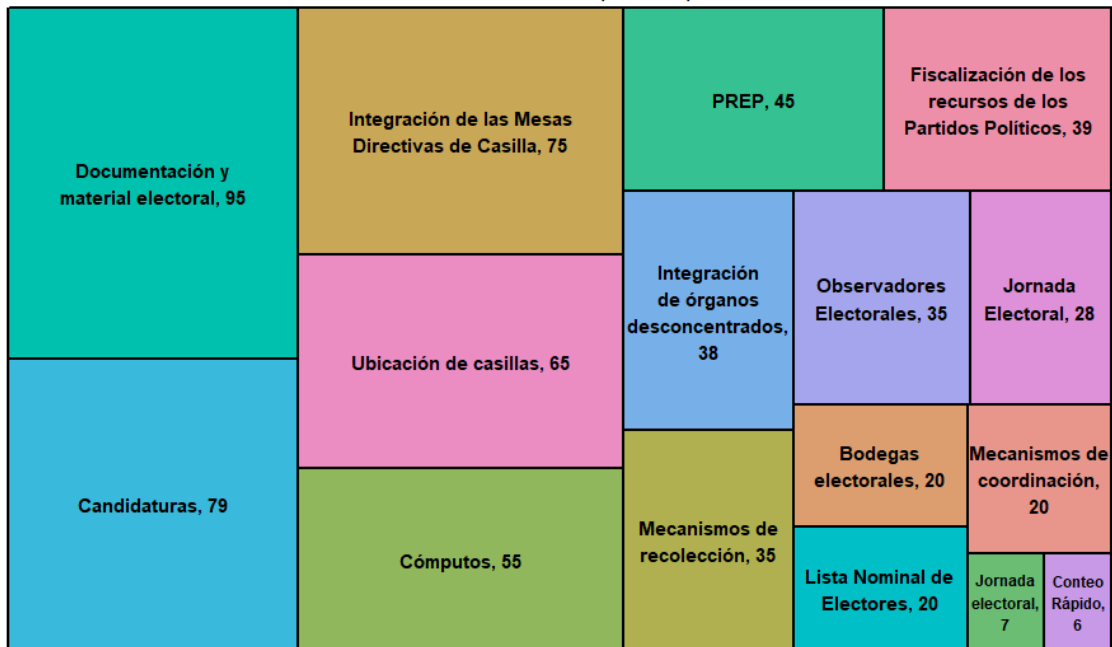 Documentación y
material electoral, 95
Candidaturas, 79
Integración de las Mesas
Directivas de Casilla, 75
Ubicación de casillas, 65
Cómputos, 55
PREP, 45
Fiscalización de los
recursos de los
Partidos Políticos, 39
Integración
de órganos
desconcentrados,
38
Observadores
Electorales, 35
Jornada
Electoral, 28
Mecanismos de
recolección, 35
Bodegas
electorales, 20
Mecanismos de
coordinación,
20
Lista Nominal de
Electores, 20
Jornada
electoral,
7
Conteo
Rápido,
6